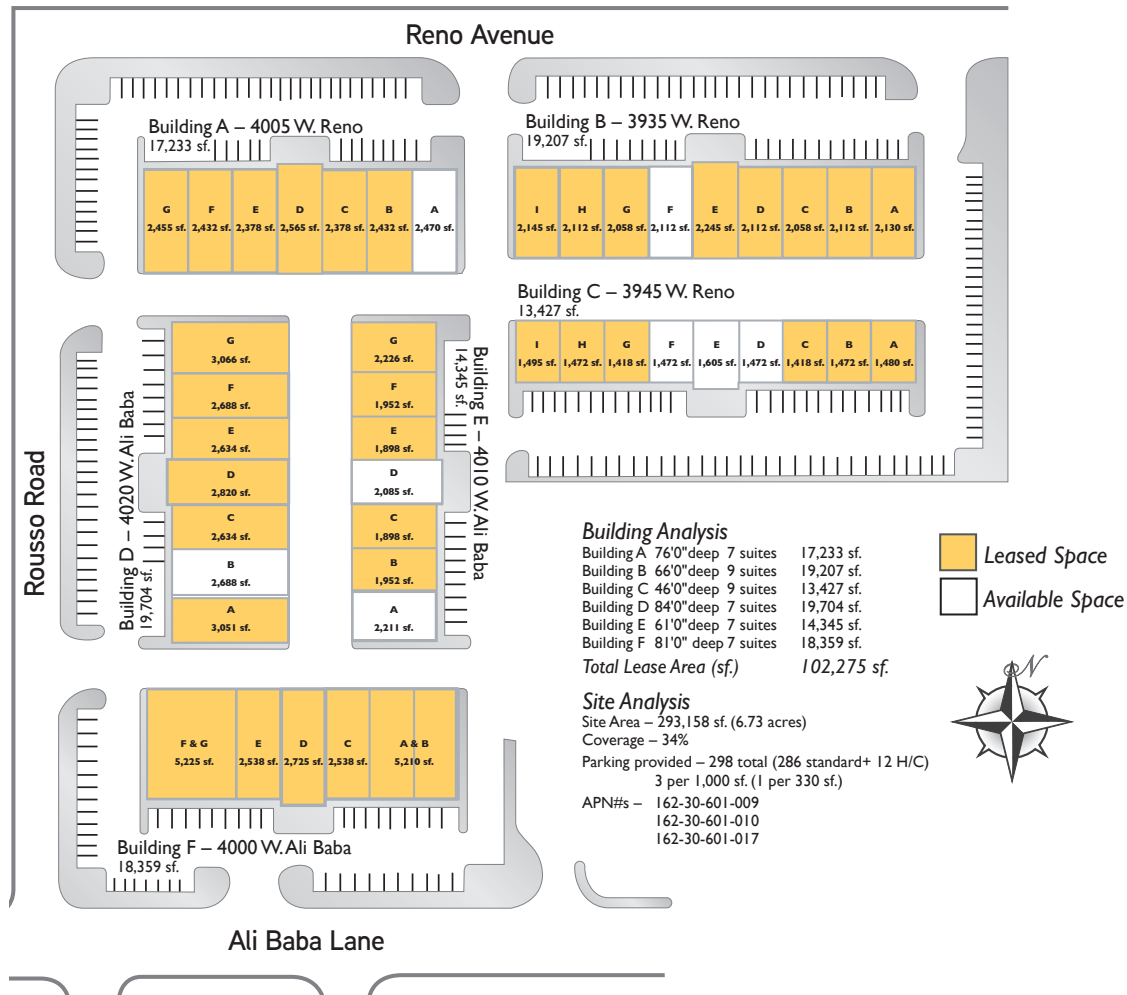 Reno Avenue
Building A – 4005 W. Reno
17,233 sf.
G F E D C B A
2,455 sf. 2,432 sf. 2,378 sf. 2,565 sf. 2,378 sf. 2,432 sf. 2,470 sf.
Building B – 3935 W. Reno
19,207 sf.
I H G F E D C B A
2,145 sf. 2,112 sf. 2,058 sf. 2,112 sf. 2,245 sf. 2,112 sf. 2,058 sf. 2,112 sf. 2,130 sf.
Building C – 3945 W. Reno
13,427 sf.
I H G F E D C B A
1,495 sf. 1,472 sf. 1,418 sf. 1,472 sf. 1,605 sf. 1,472 sf. 1,418 sf. 1,472 sf. 1,480 sf.
Rousso Road
Building D – 4020 W. Ali Baba
19,704 sf.
G
3,066 sf.
F
2,688 sf.
E
2,634 sf.
D
2,820 sf.
C
2,634 sf.
B
2,688 sf.
A
3,051 sf.
G
2,226 sf.
F
1,952 sf.
E
1,898 sf.
D
2,085 sf.
C
1,898 sf.
B
1,952 sf.
A
2,211 sf.
Building E – 4010 W. Ali Baba
14,345 sf.
Building Analysis
Building A 76'0"deep 7 suites 17,233 sf.
Building B 66'0"deep 9 suites 19,207 sf.
Building C 46'0"deep 9 suites 13,427 sf.
Building D 84'0"deep 7 suites 19,704 sf.
Building E 61'0"deep 7 suites 14,345 sf.
Building F 81'0" deep 7 suites 18,359 sf.
Total Lease Area (sf.) 102,275 sf.
Leased Space
Available Space
N
Site Analysis
Site Area – 293,158 sf. (6.73 acres)
Coverage – 34%
Parking provided – 298 total (286 standard+ 12 H/C)
3 per 1,000 sf. (1 per 330 sf.)
APN#s – 162-30-601-009
162-30-601-010
162-30-601-017
F & G E D C A & B
5,225 sf. 2,538 sf. 2,725 sf. 2,538 sf. 5,210 sf.
Building F – 4000 W. Ali Baba
18,359 sf.
Ali Baba Lane